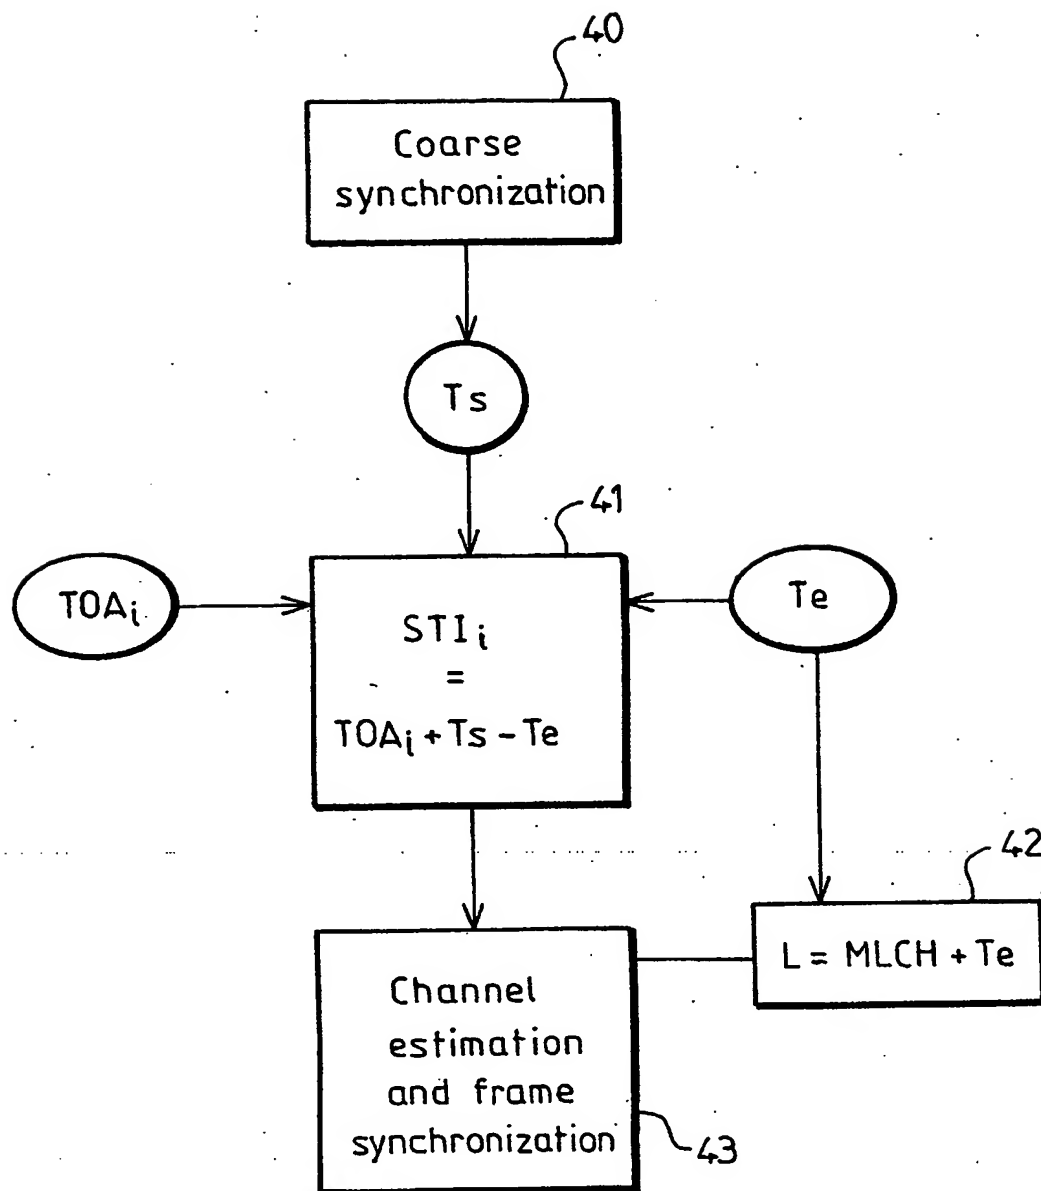 40
Coarse
synchronization
Ts
41
TOAi
STIi
=
TOAi + Ts – Te
Te
42
L = MLCH + Te
Channel
estimation
and frame
synchronization
43